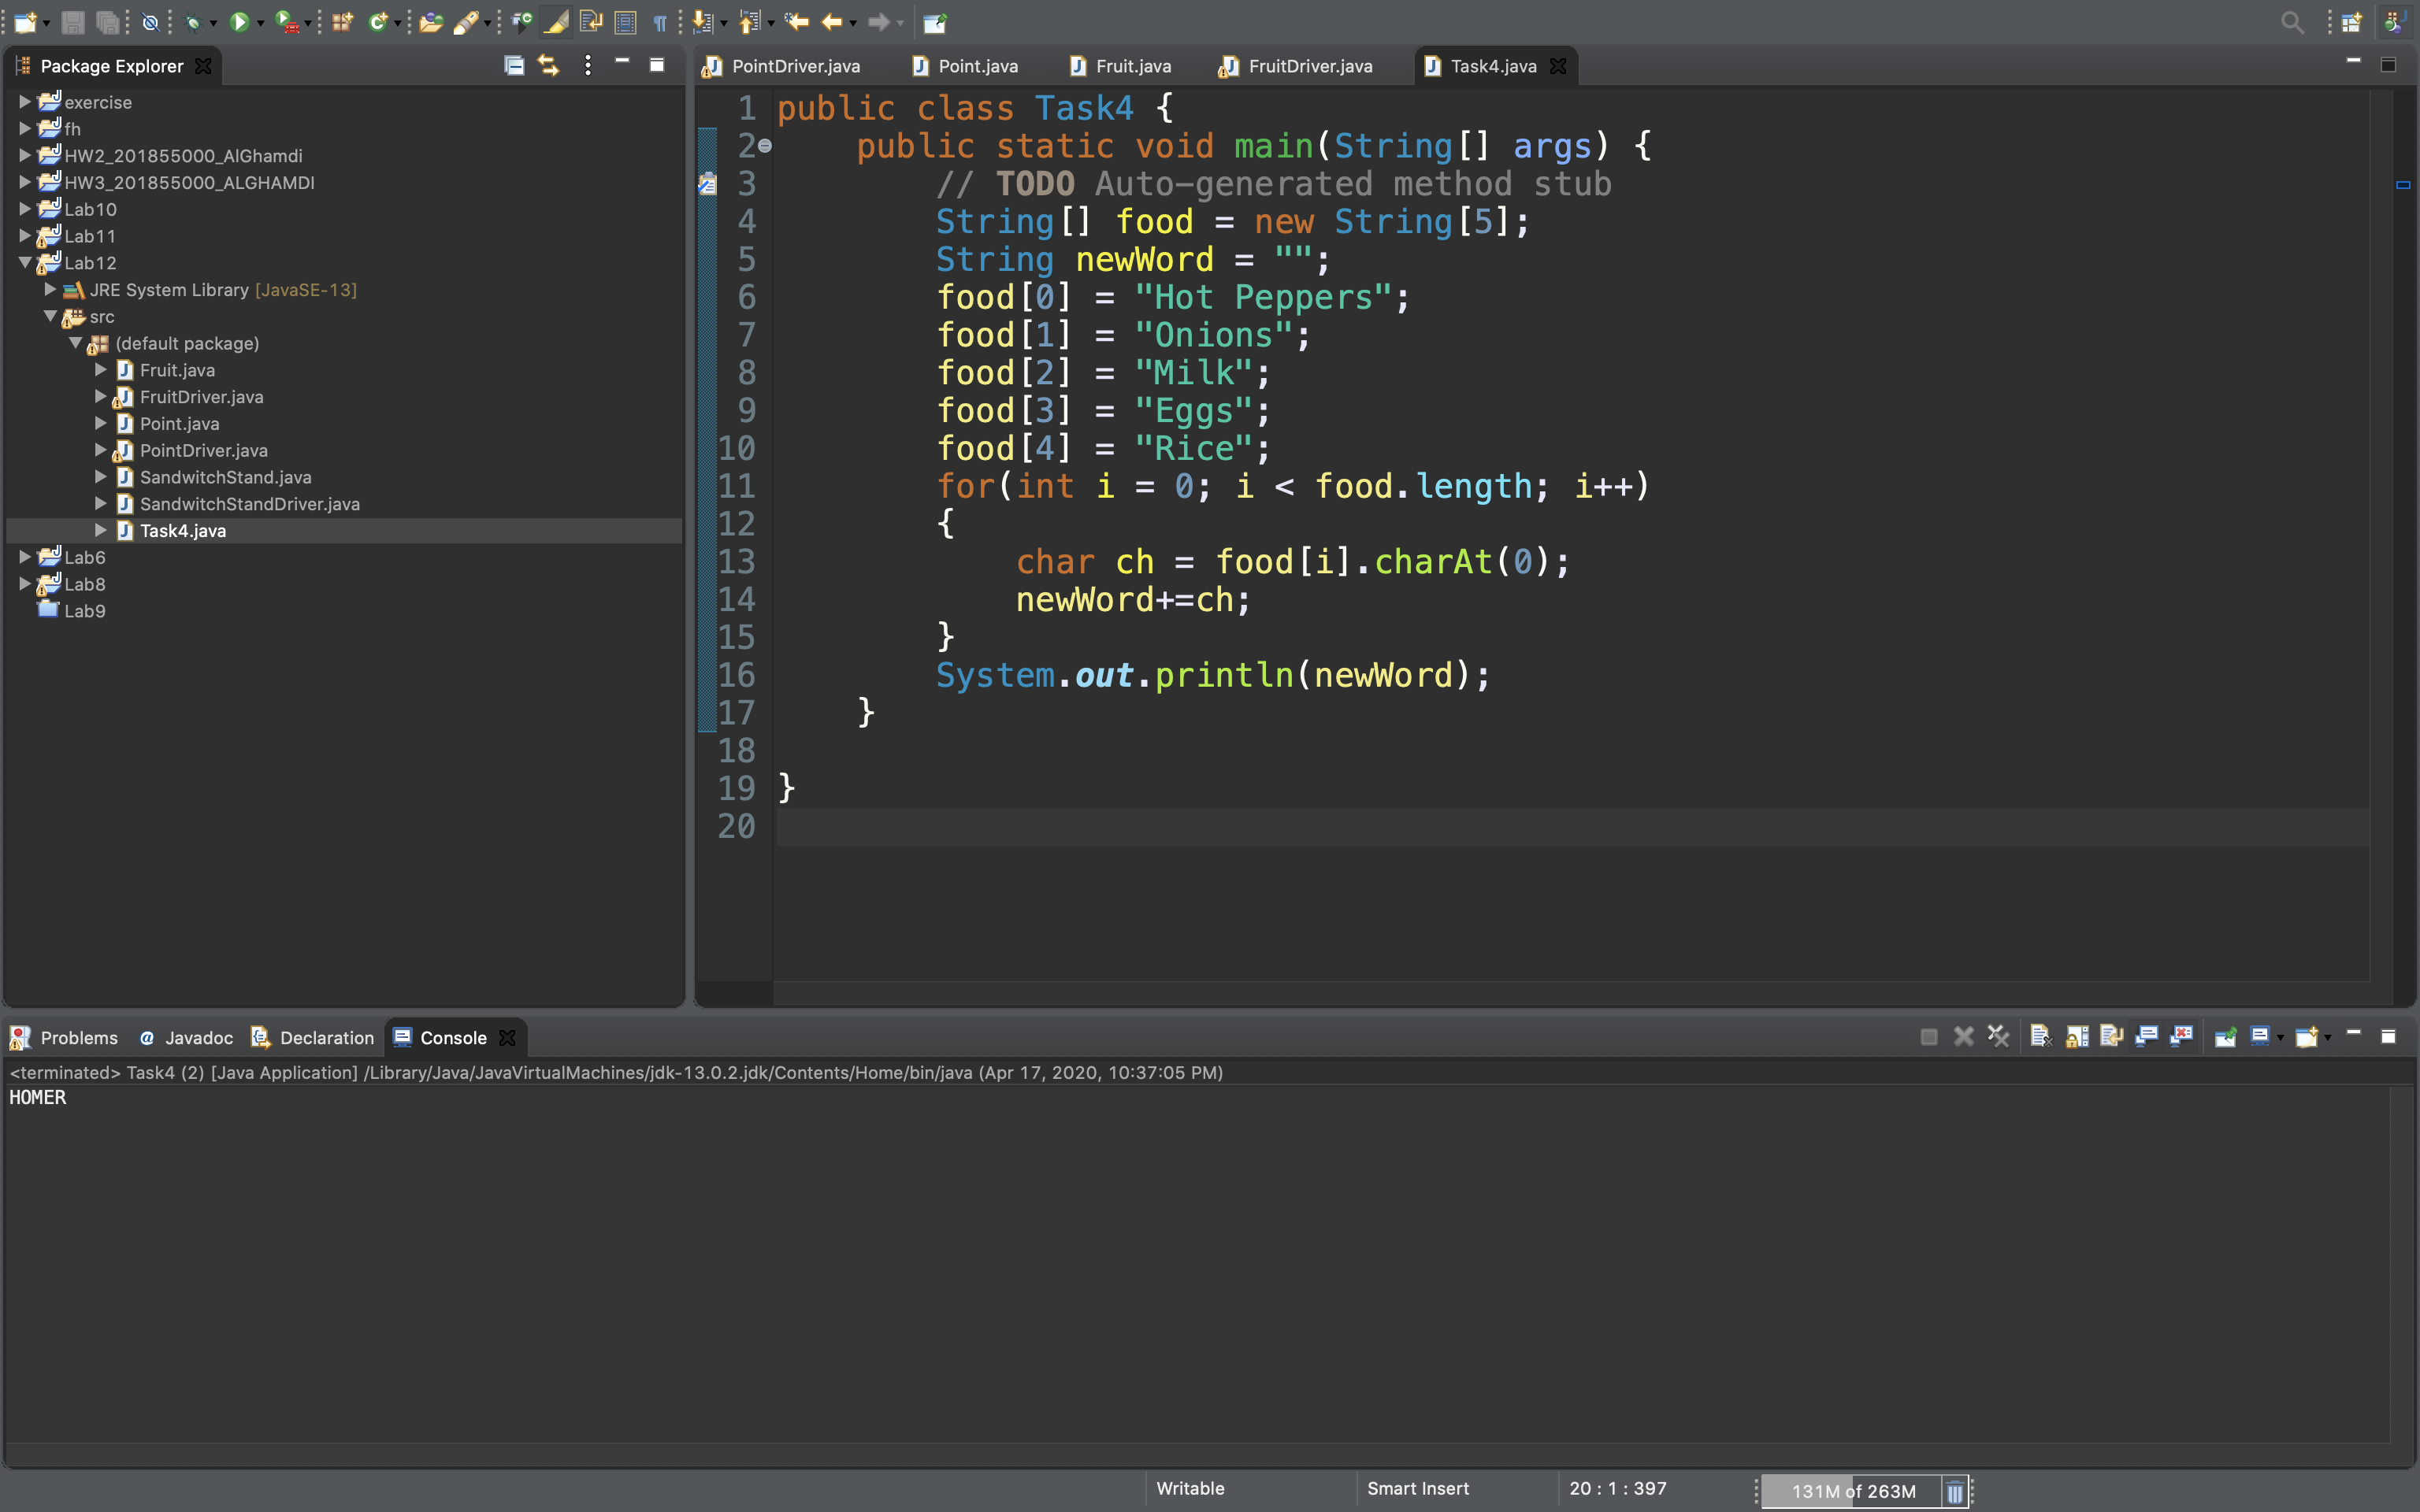 Package Explorer
exercise
fh
HW2_201855000_AlGhamdi
HW3_201855000_ALGHAMDI
Lab10
Lab11
Lab12
JRE System Library [JavaSE-13]
src
(default package)
Fruit.java
FruitDriver.java
Point.java
PointDriver.java
SandwitchStand.java
SandwitchStandDriver.java
Task4.java
Lab6
Lab8
Lab9
PointDriver.java Point.java Fruit.java FruitDriver.java Task4.java
1 public class Task4 {
2 public static void main(String[] args) {
3 // TODO Auto-generated method stub
4 String[] food = new String[5];
5 String newWord = "";
6 food[0] = "Hot Peppers";
7 food[1] = "Onions";
8 food[2] = "Milk";
9 food[3] = "Eggs";
10 food[4] = "Rice";
11 for(int i = 0; i < food.length; i++)
12 {
13 char ch = food[i].charAt(0);
14 newWord+=ch;
15 }
16 System.out.println(newWord);
17 }
18
19 }
20
Problems @ Javadoc Declaration Console
<terminated> Task4 (2) [Java Application] /Library/Java/JavaVirtualMachines/jdk-13.0.2.jdk/Contents/Home/bin/java (Apr 17, 2020, 10:37:05 PM)
HOMER
Writable Smart Insert 20 : 1 : 397 131M of 263M